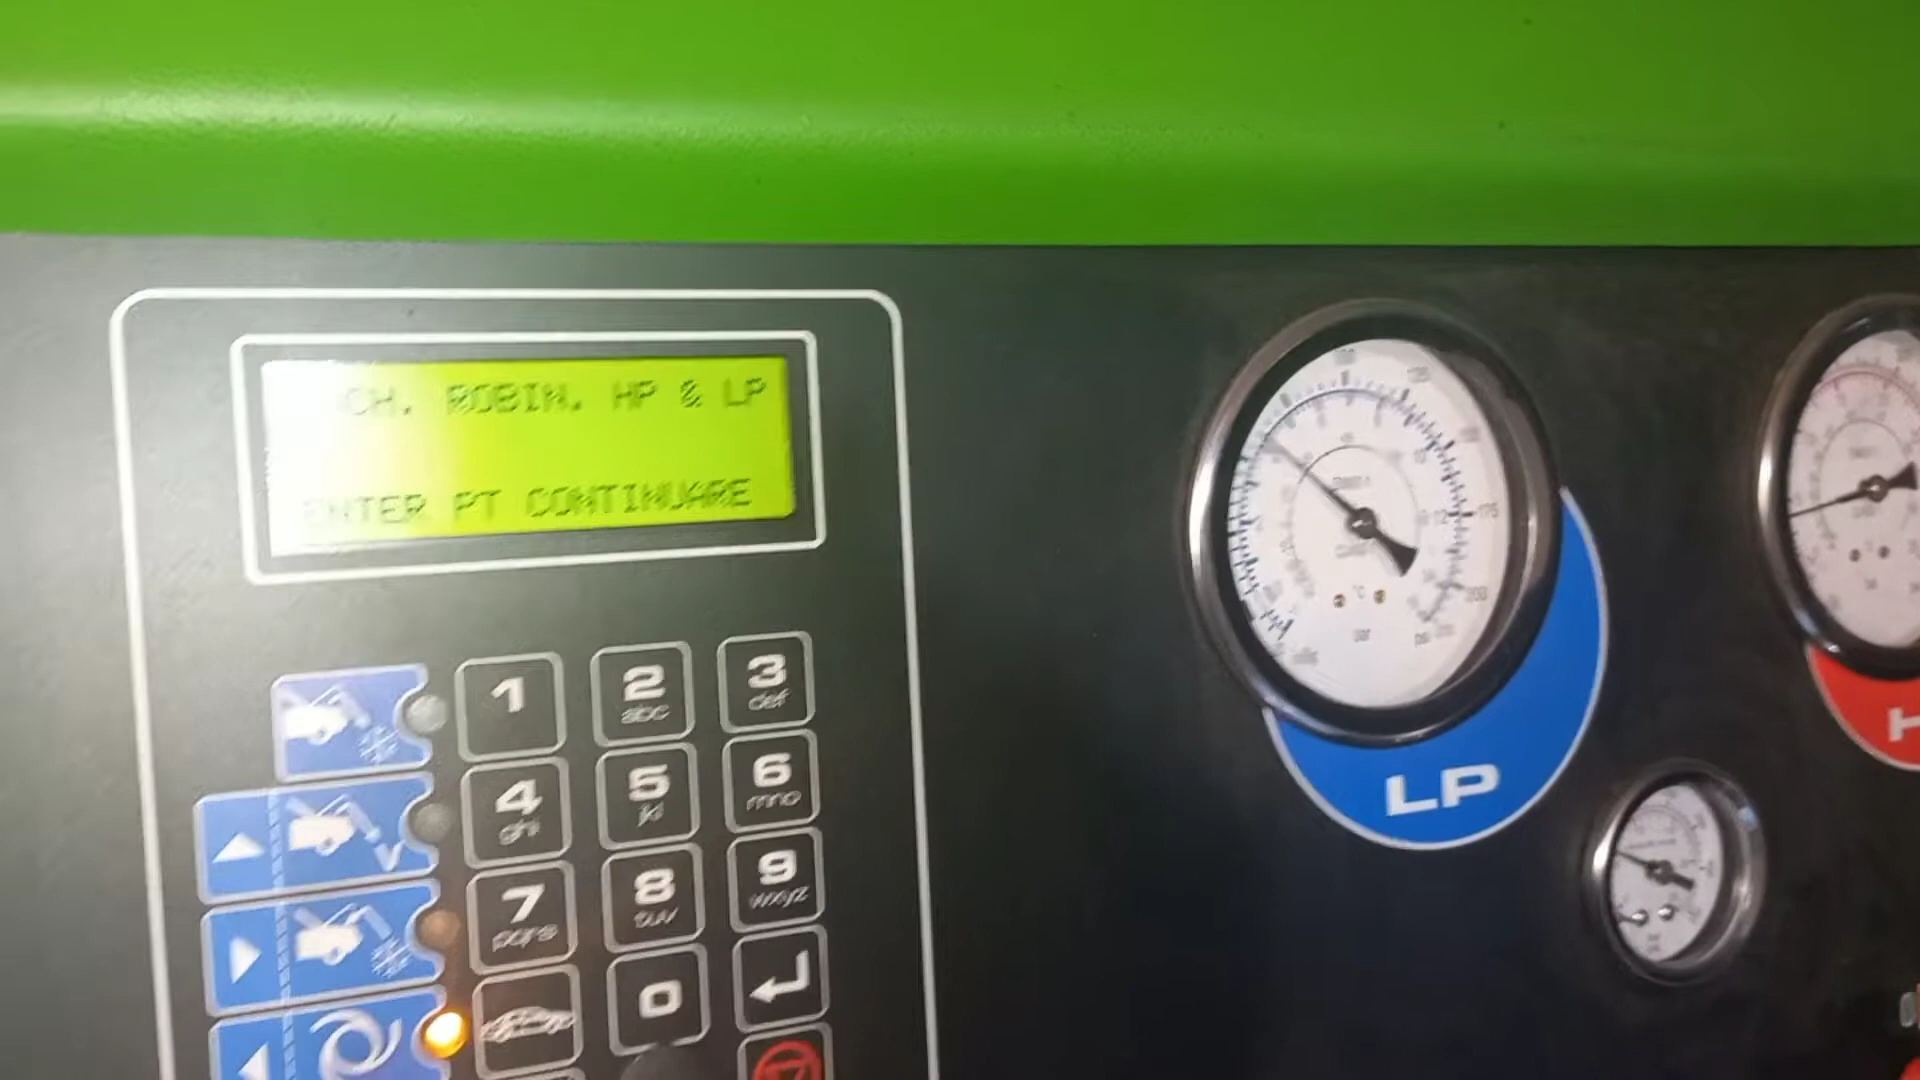 CH. ROBIN. HP & LP
ENTER PT CONTINUARE
1
2
abc
3
def
4
ghi
5
jkl
6
mno
7
pqrs
8
tuv
9
wxyz
0
LP
H